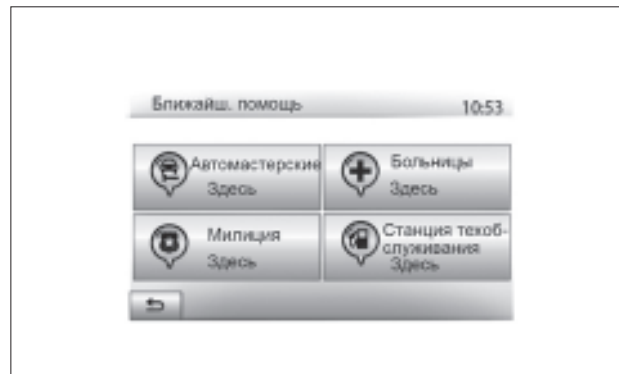 Ближайш. помощь 10:53
Автомастерские
Здесь
Больницы
Здесь
Милиция
Здесь
Станция техоб-
служивания
Здесь